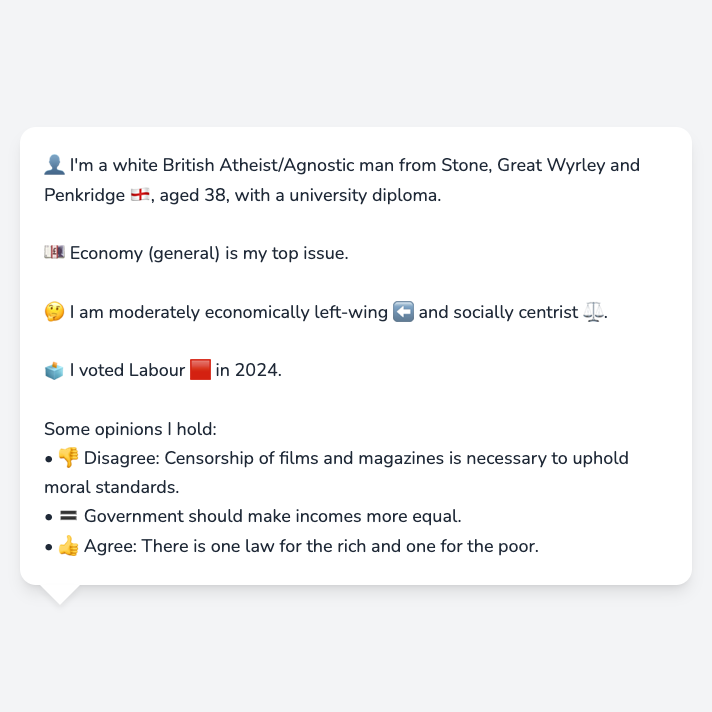 👤 I'm a white British Atheist/Agnostic man from Stone, Great Wyrley and
Penkridge 🏴󠁧󠁢󠁥󠁮󠁧󠁿, aged 38, with a university diploma.
💷 Economy (general) is my top issue.
🤔 I am moderately economically left-wing ⬅️ and socially centrist ⚖️.
🗳️ I voted Labour 🟥 in 2024.
Some opinions I hold:
• 👎 Disagree: Censorship of films and magazines is necessary to uphold
moral standards.
• 🟰 Government should make incomes more equal.
• 👍 Agree: There is one law for the rich and one for the poor.